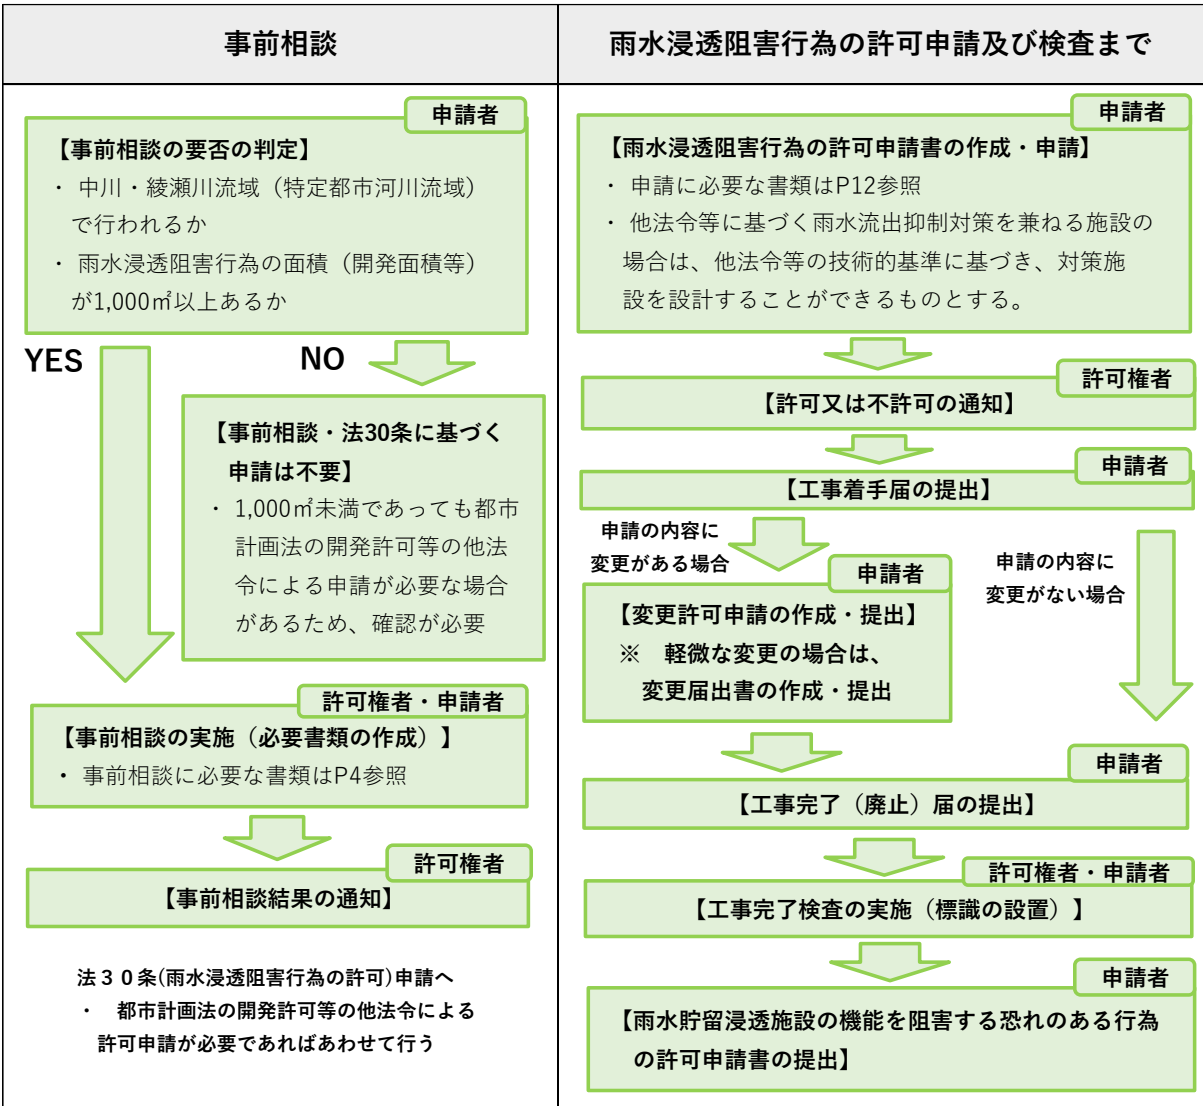 事前相談
申請者
【事前相談の要否の判定】
・ 中川・綾瀬川流域（特定都市河川流域）
で行われるか
・ 雨水浸透阻害行為の面積（開発面積等）
が1,000㎡以上あるか
YES
NO
【事前相談・法30条に基づく
申請は不要】
・ 1,000㎡未満であっても都市
計画法の開発許可等の他法
令による申請が必要な場合
があるため、確認が必要
許可権者・申請者
【事前相談の実施（必要書類の作成）】
・ 事前相談に必要な書類はP4参照
許可権者
【事前相談結果の通知】
法３０条(雨水浸透阻害行為の許可)申請へ
・ 都市計画法の開発許可等の他法令による
許可申請が必要であればあわせて行う
雨水浸透阻害行為の許可申請及び検査まで
申請者
【雨水浸透阻害行為の許可申請書の作成・申請】
・ 申請に必要な書類はP12参照
・ 他法令等に基づく雨水流出抑制対策を兼ねる施設の
場合は、他法令等の技術的基準に基づき、対策施
設を設計することができるものとする。
許可権者
【許可又は不許可の通知】
申請者
【工事着手届の提出】
申請の内容に
変更がある場合
申請の内容に
変更がない場合
申請者
【変更許可申請の作成・提出】
※ 軽微な変更の場合は、
変更届出書の作成・提出
申請者
【工事完了（廃止）届の提出】
許可権者・申請者
【工事完了検査の実施（標識の設置）】
申請者
【雨水貯留浸透施設の機能を阻害する恐れのある行為
の許可申請書の提出】